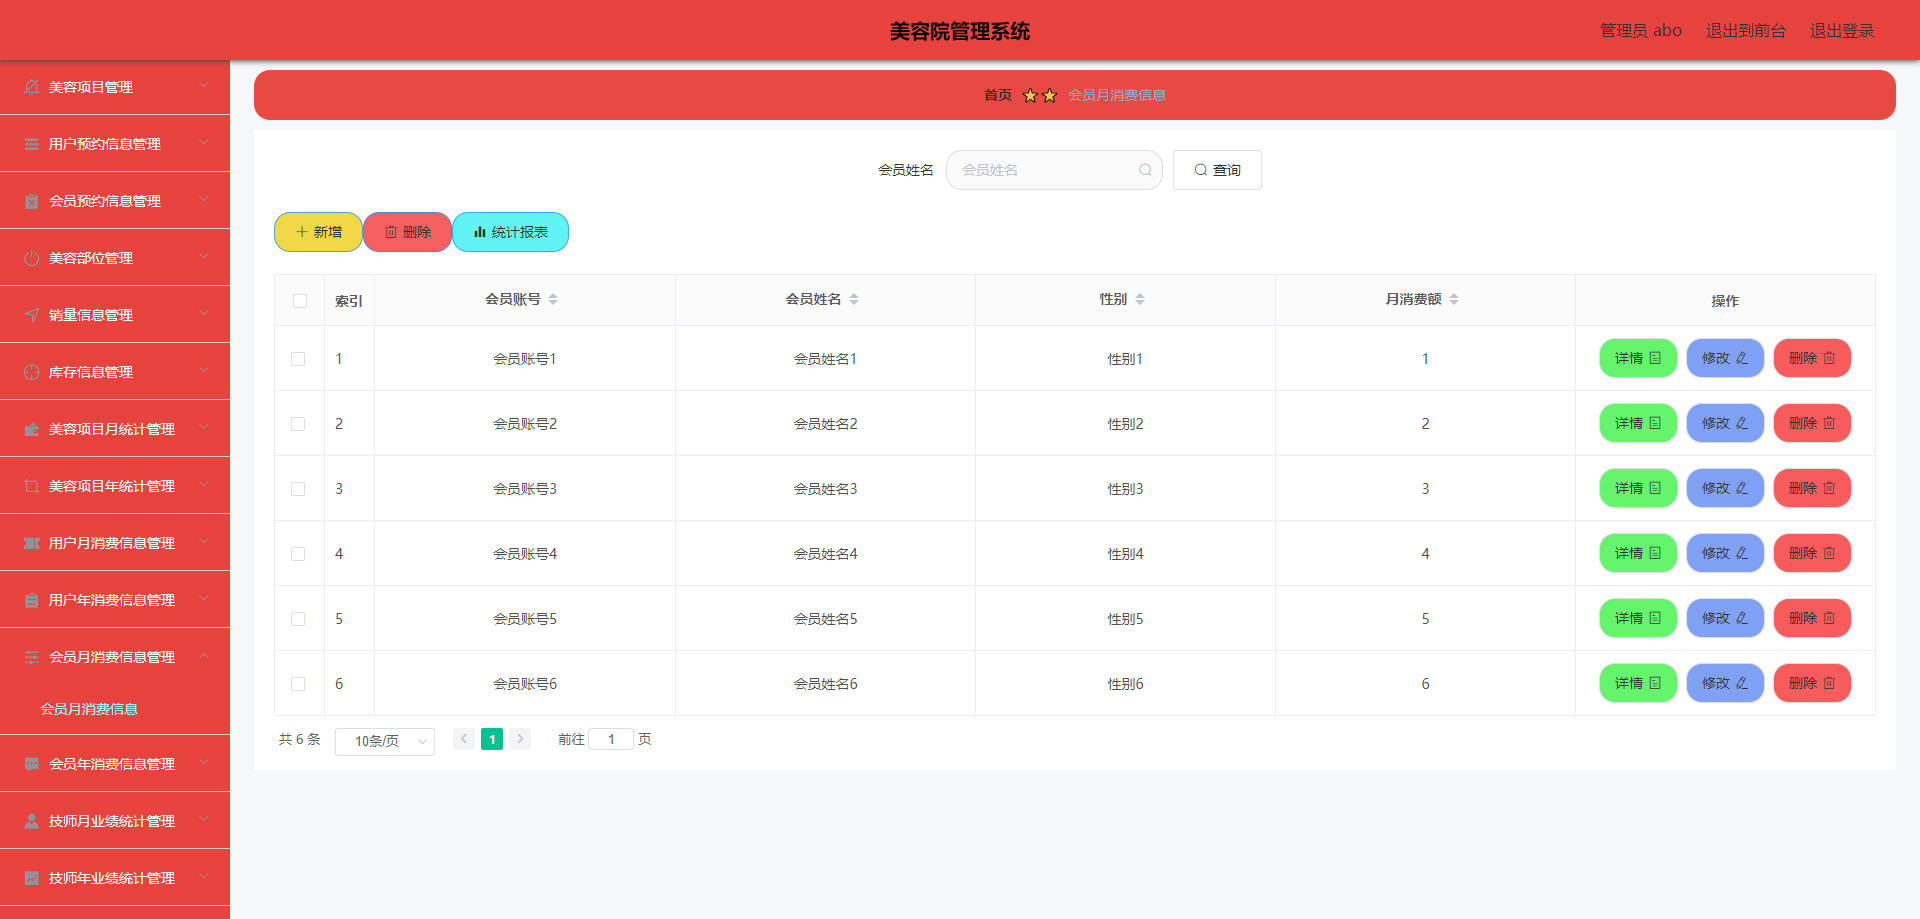 美容院管理系统
管理员 abo 退出到前台 退出登录
美容项目管理
用户预约信息管理
会员预约信息管理
美容部位管理
销量信息管理
库存信息管理
美容项目月统计管理
美容项目年统计管理
用户月消费信息管理
用户年消费信息管理
会员月消费信息管理
会员月消费信息
会员年消费信息管理
技师月业绩统计管理
技师年业绩统计管理
首页 会员月消费信息
会员姓名 会员姓名 查询
新增 删除 统计报表
索引 会员账号 会员姓名 性别 月消费额 操作
1 会员账号1 会员姓名1 性别1 1 详情 修改 删除
2 会员账号2 会员姓名2 性别2 2 详情 修改 删除
3 会员账号3 会员姓名3 性别3 3 详情 修改 删除
4 会员账号4 会员姓名4 性别4 4 详情 修改 删除
5 会员账号5 会员姓名5 性别5 5 详情 修改 删除
6 会员账号6 会员姓名6 性别6 6 详情 修改 删除
共 6 条 10条/页 1 前往 1 页